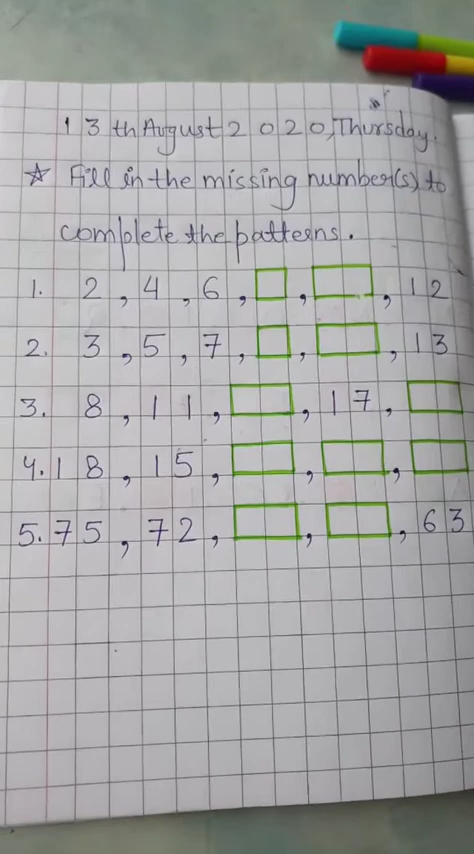 13th August 2020, Thursday.
☆ Fill in the missing number(s) to
complete the patterns.
1. 2, 4, 6, □, □□, 12
2. 3, 5, 7, □, □□, 13
3. 8, 11, □□, 17, □□
4. 18, 15, □□, □□, □□
5. 75, 72, □□, □□, 63